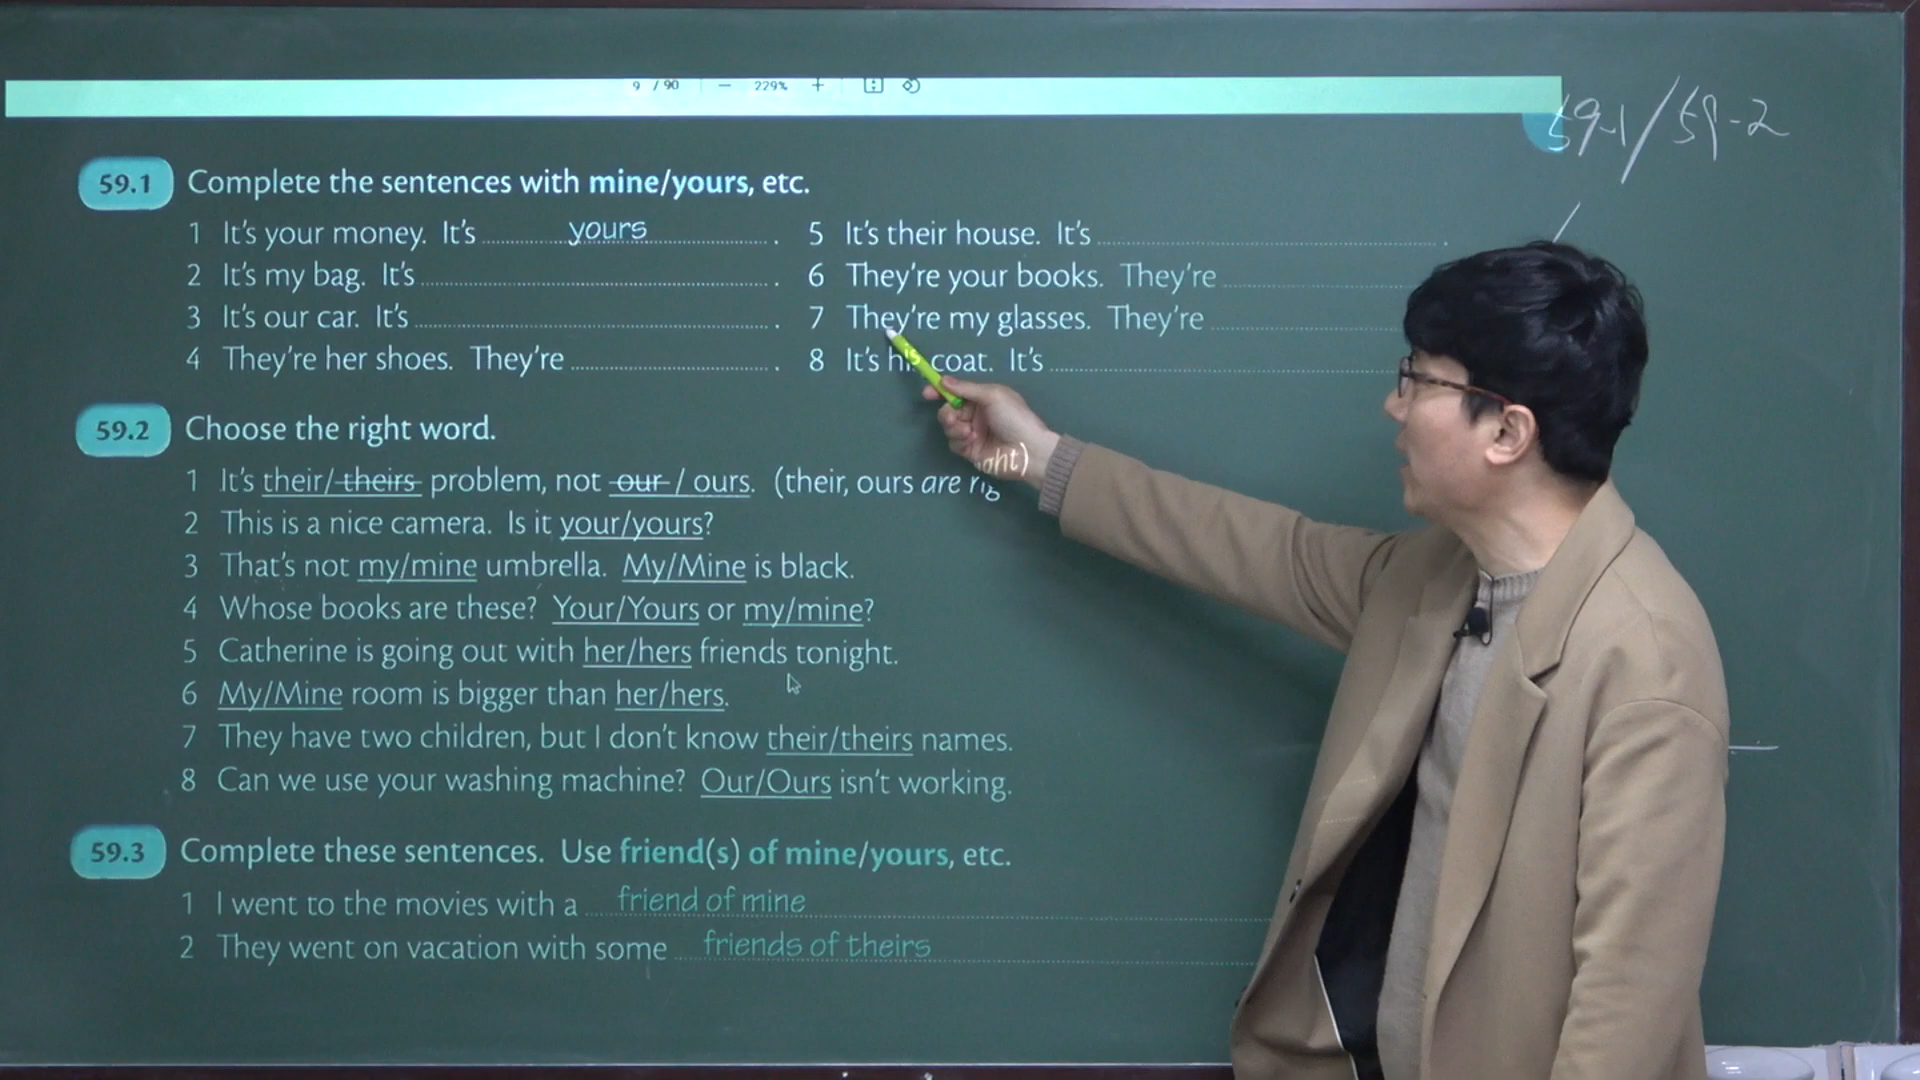 9 / 90 − 229% +
59-1 / 59-2
59.1 Complete the sentences with mine/yours, etc.
1 It's your money. It's yours .
2 It's my bag. It's .
3 It's our car. It's .
4 They're her shoes. They're .
5 It's their house. It's .
6 They're your books. They're
7 They're my glasses. They're
8 It's his coat. It's
59.2 Choose the right word.
1 It's their/theirs problem, not our / ours. (their, ours are right)
2 This is a nice camera. Is it your/yours?
3 That's not my/mine umbrella. My/Mine is black.
4 Whose books are these? Your/Yours or my/mine?
5 Catherine is going out with her/hers friends tonight.
6 My/Mine room is bigger than her/hers.
7 They have two children, but I don't know their/theirs names.
8 Can we use your washing machine? Our/Ours isn't working.
59.3 Complete these sentences. Use friend(s) of mine/yours, etc.
1 I went to the movies with a friend of mine
2 They went on vacation with some friends of theirs